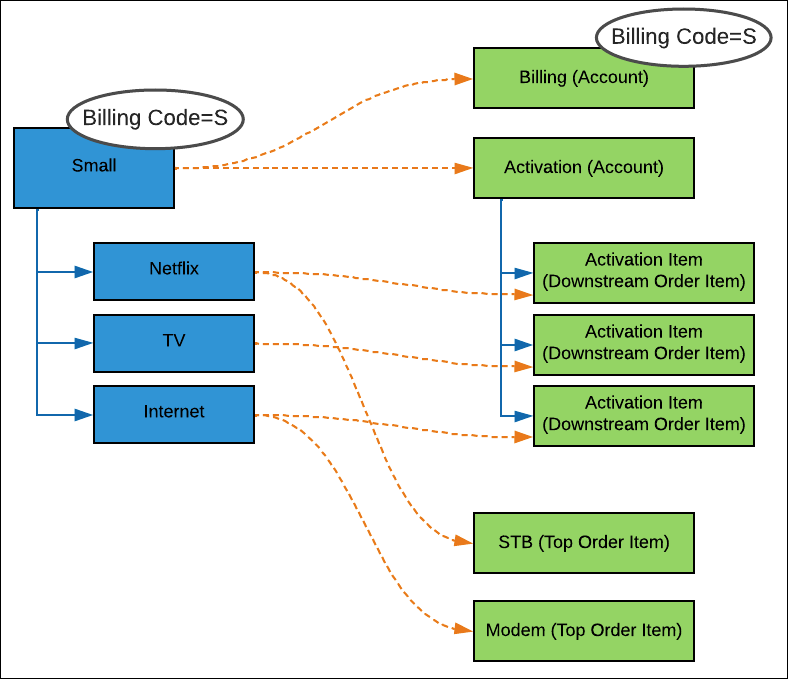 Billing Code=S
Billing (Account)
Billing Code=S
Small
Activation (Account)
Netflix
Activation Item
(Downstream Order Item)
TV
Activation Item
(Downstream Order Item)
Internet
Activation Item
(Downstream Order Item)
STB (Top Order Item)
Modem (Top Order Item)